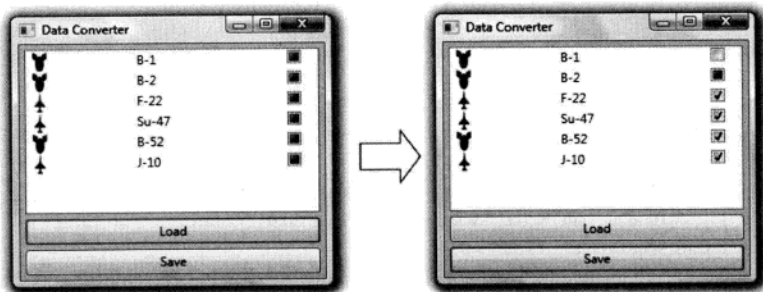 Data Converter
B-1
B-2
F-22
Su-47
B-52
J-10
Load
Save
Data Converter
B-1
B-2
F-22
Su-47
B-52
J-10
Load
Save